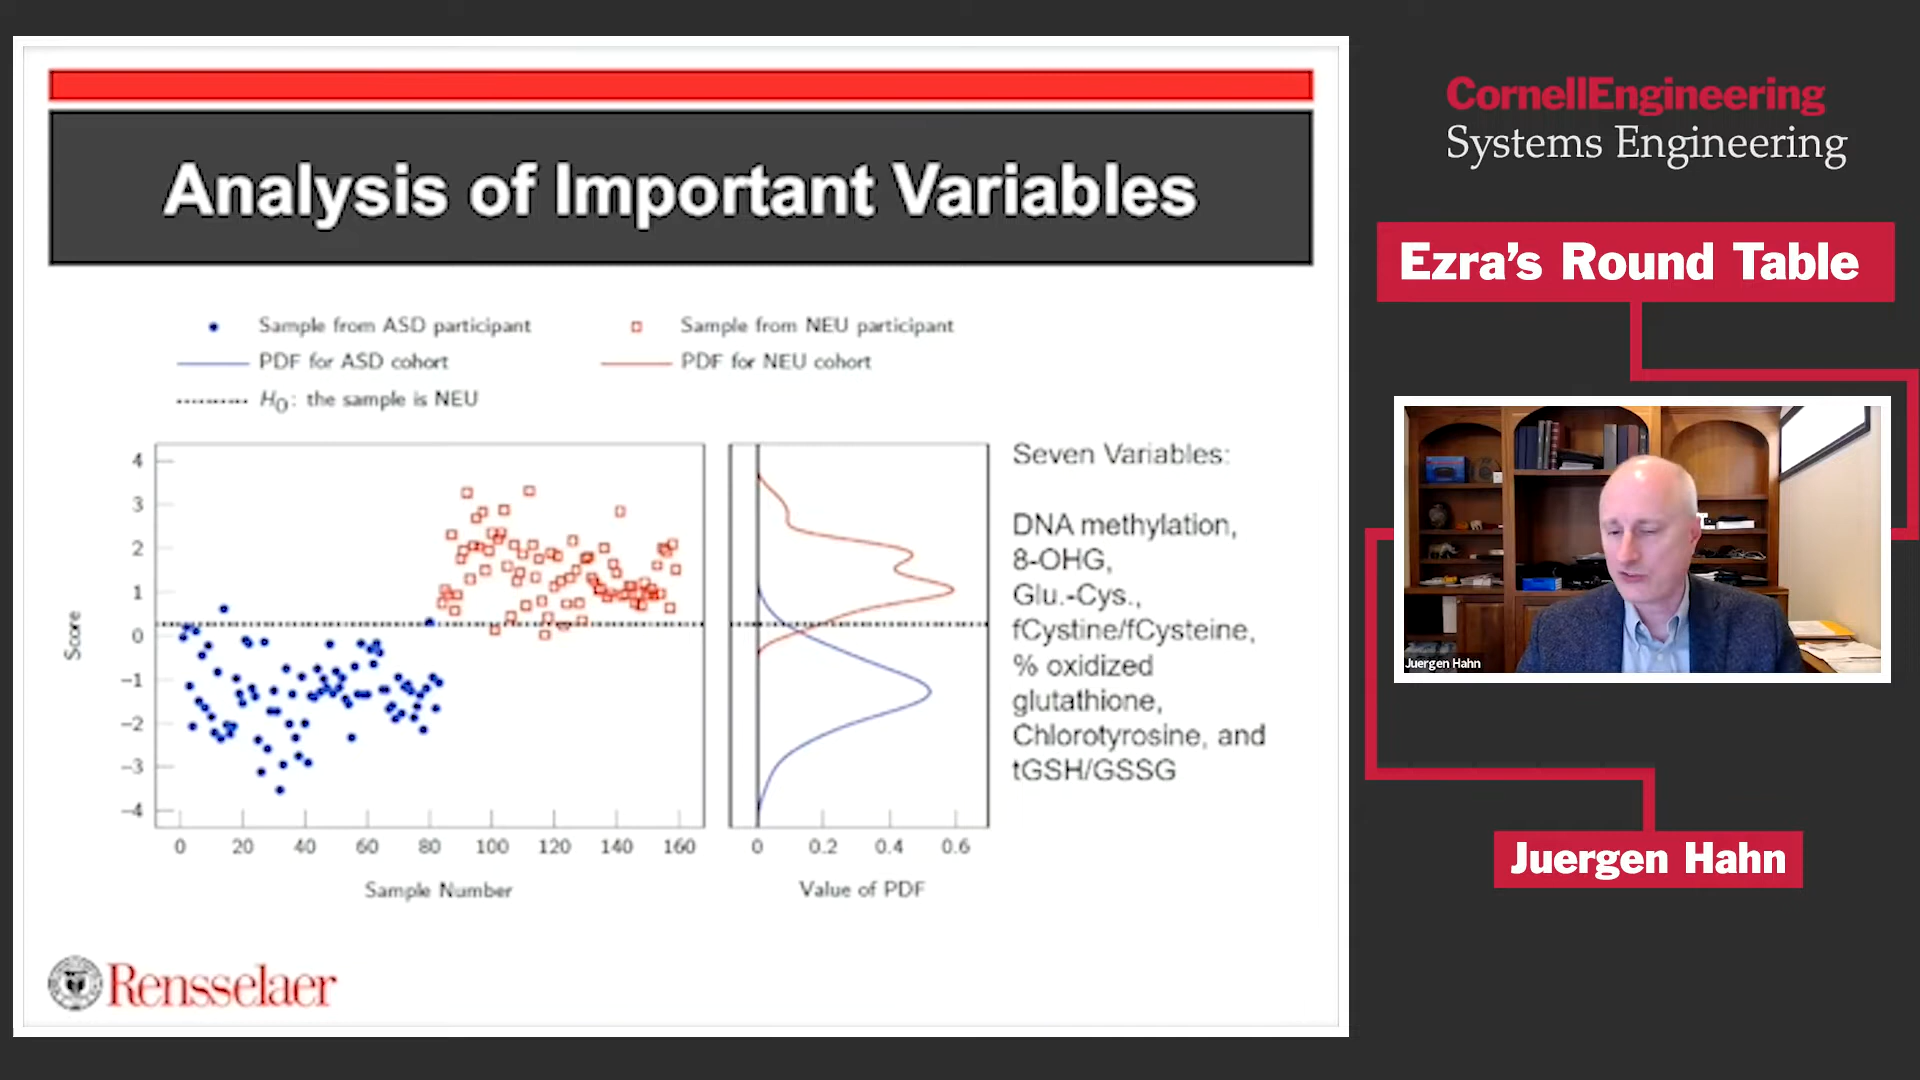 Analysis of Important Variables
Sample from ASD participant
Sample from NEU participant
PDF for ASD cohort
PDF for NEU cohort
H0: the sample is NEU
4
3
2
1
0
−1
−2
−3
−4
Score
0 20 40 60 80 100 120 140 160
Sample Number
0 0.2 0.4 0.6
Value of PDF
Seven Variables:
DNA methylation,
8-OHG,
Glu.-Cys.,
fCystine/fCysteine,
% oxidized
glutathione,
Chlorotyrosine, and
tGSH/GSSG
Rensselaer
CornellEngineering
Systems Engineering
Ezra's Round Table
Juergen Hahn
Juergen Hahn